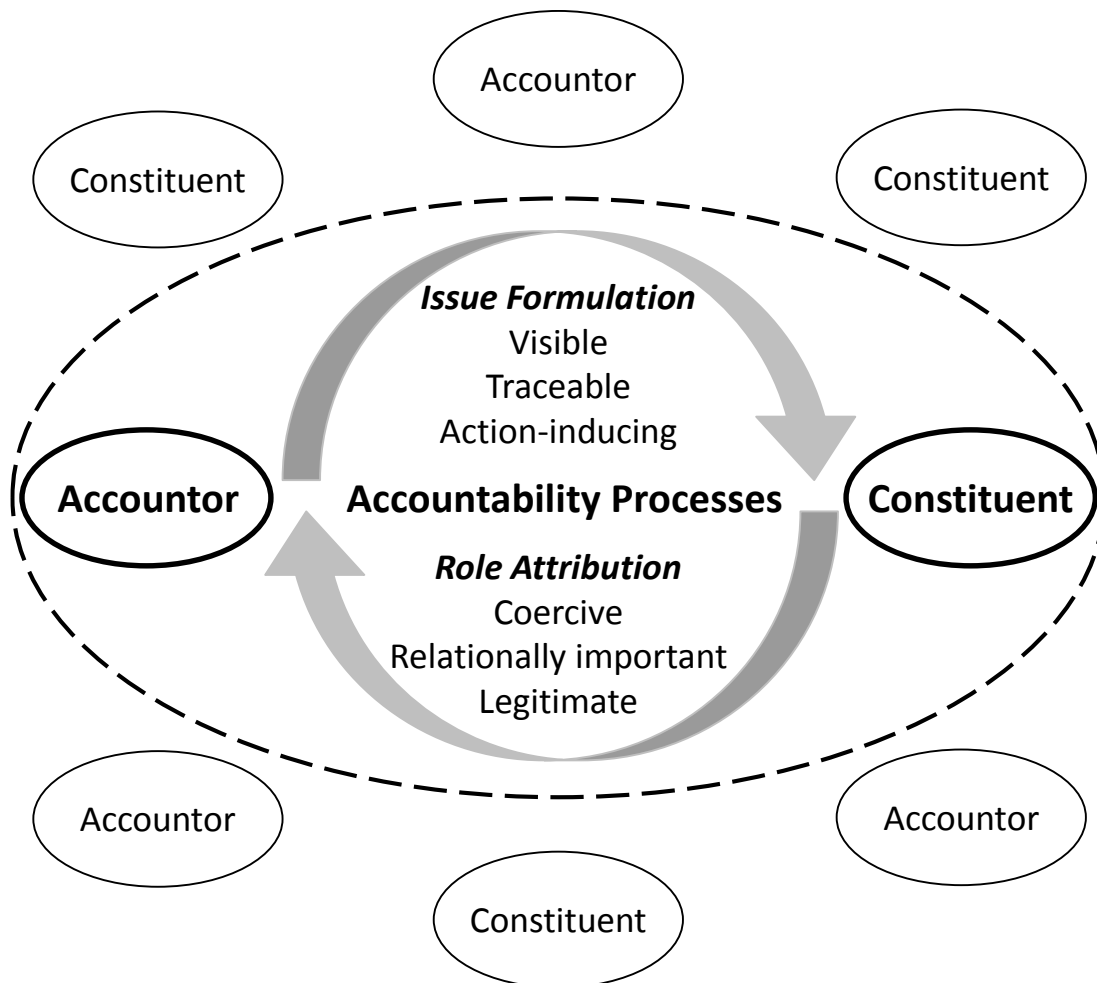 Accountor
Constituent
Constituent
Issue Formulation
Visible
Traceable
Action-inducing
Accountor
Accountability Processes
Constituent
Role Attribution
Coercive
Relationally important
Legitimate
Accountor
Accountor
Constituent